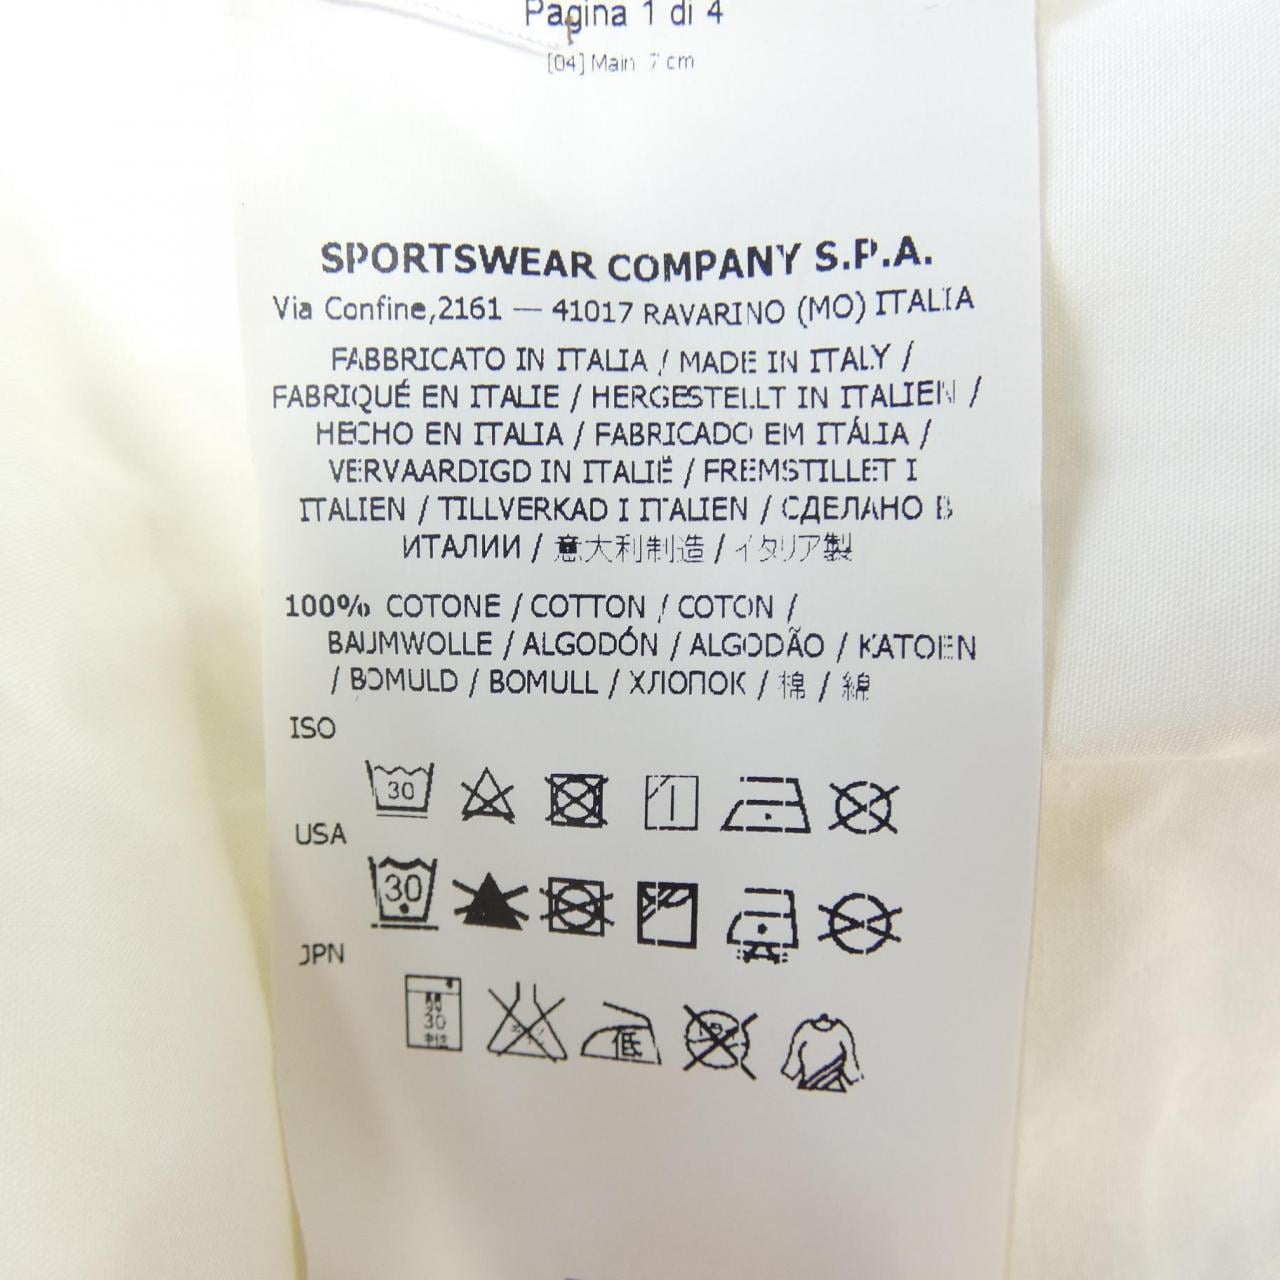 Pagina 1 di 4
[04] Main 7 cm
SPORTSWEAR COMPANY S.P.A.
Via Confine,2161 — 41017 RAVARINO (MO) ITALIA
FABBRICATO IN ITALIA / MADE IN ITALY /
FABRIQUÉ EN ITALIE / HERGESTELLT IN ITALIEN /
HECHO EN ITALIA / FABRICADO EM ITÁLIA /
VERVAARDIGD IN ITALIË / FREMSTILLET I
ITALIEN / TILLVERKAD I ITALIEN / СДЕЛАНО В
ИТАЛИИ / 意大利制造 / イタリア製
100% COTONE / COTTON / COTON /
BAUMWOLLE / ALGODÓN / ALGODÃO / KATOEN
/ BOMULD / BOMULL / ХЛОПОК / 棉 / 綿
ISO
30
USA
30
JPN
30
中性
低